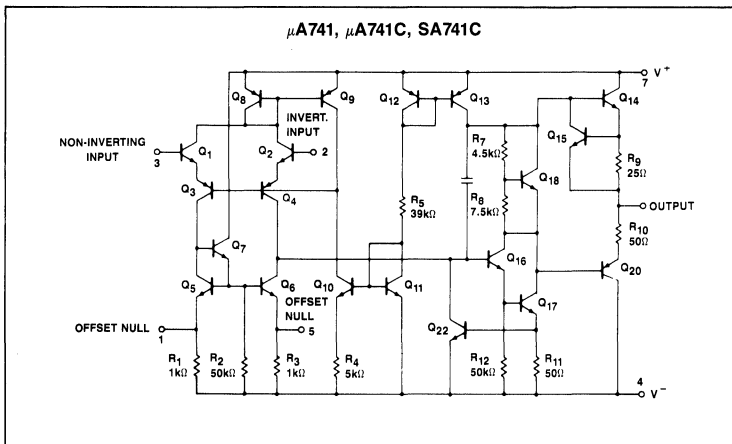 μA741, μA741C, SA741C
7
V+
Q8
Q9
Q12
Q13
Q14
INVERT.
INPUT
Q15
NON-INVERTING
INPUT
3
Q1
Q2
2
R7
4.5kΩ
R9
25Ω
Q3
Q4
Q18
R5
39kΩ
R8
7.5kΩ
OUTPUT
R10
50Ω
Q7
Q16
Q20
Q5
Q6
Q10
Q11
Q17
OFFSET
NULL
OFFSET NULL
1
5
Q22
R1
1kΩ
R2
50kΩ
R3
1kΩ
R4
5kΩ
R12
50kΩ
R11
50Ω
4
V−